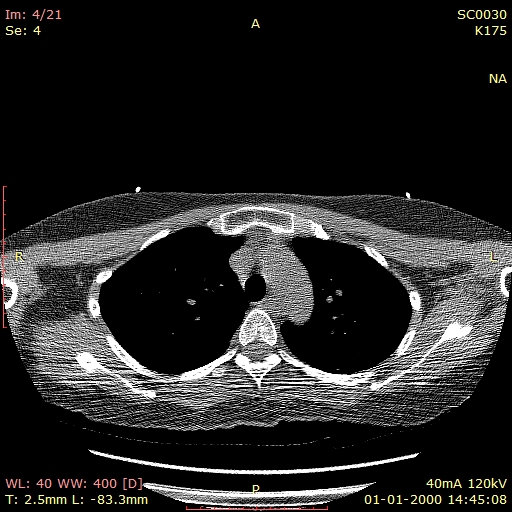 Im: 4/21
Se: 4
A
SC0030
K175
NA
R
L
WL: 40 WW: 400 [D]
T: 2.5mm L: -83.3mm
P
40mA 120kV
01-01-2000 14:45:08